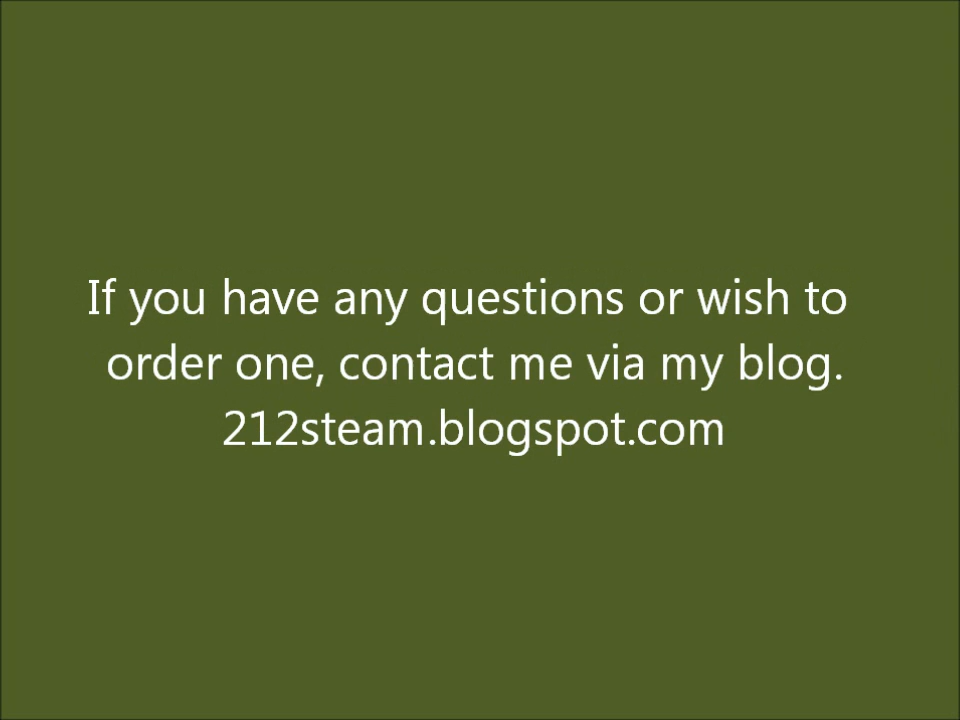 If you have any questions or wish to
order one, contact me via my blog.
212steam.blogspot.com